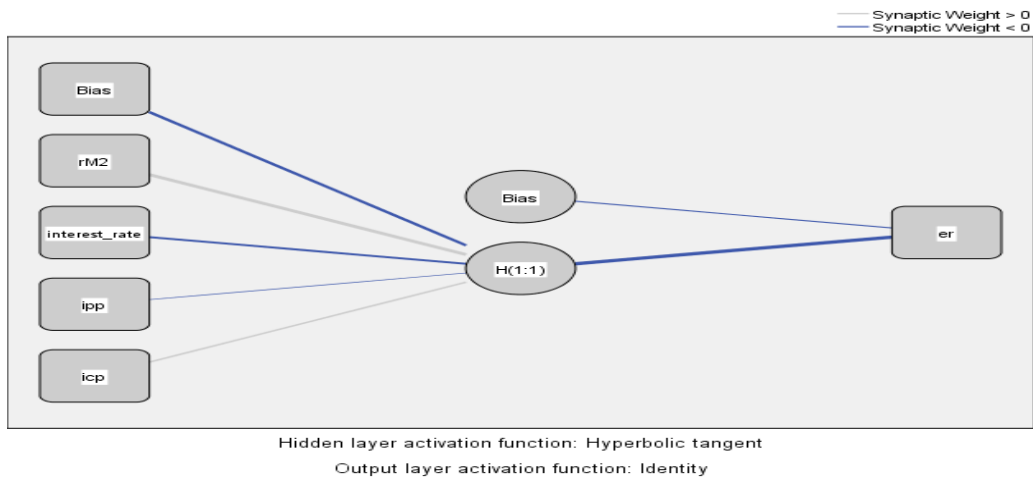 Synaptic Weight > 0
Synaptic Weight < 0
Bias
rM2
interest_rate
ipp
icp
Bias
H(1:1)
er
Hidden layer activation function: Hyperbolic tangent
Output layer activation function: Identity